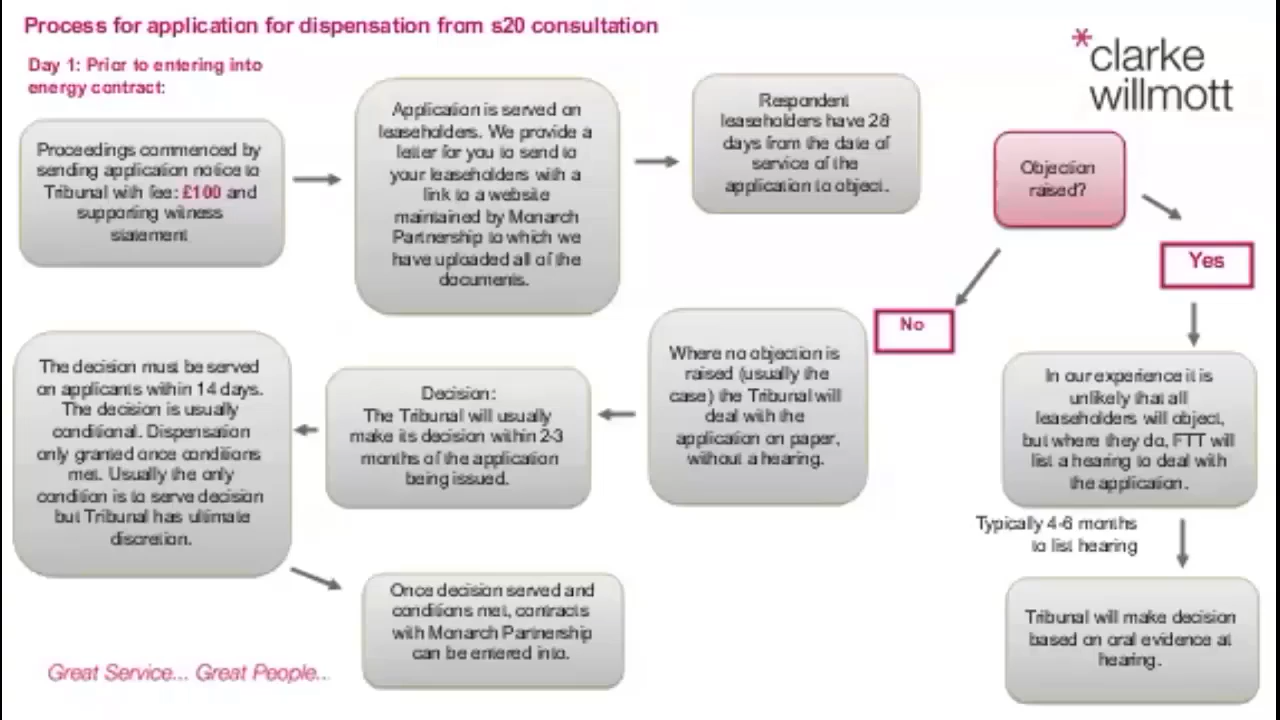 Process for application for dispensation from s20 consultation
*clarke
willmott
Day 1: Prior to entering into
energy contract:
Proceedings commenced by
sending application notice to
Tribunal with fee: £100 and
supporting witness
statement
Application is served on
leaseholders. We provide a
letter for you to send to
your leaseholders with a
link to a website
maintained by Monarch
Partnership to which we
have uploaded all of the
documents.
Respondent
leaseholders have 28
days from the date of
service of the
application to object.
Objection
raised?
Yes
No
In our experience it is
unlikely that all
leaseholders will object,
but where they do, FTT will
list a hearing to deal with
the application.
Typically 4-6 months
to list hearing
Tribunal will make decision
based on oral evidence at
hearing.
Where no objection is
raised (usually the
case) the Tribunal will
deal with the
application on paper,
without a hearing.
Decision:
The Tribunal will usually
make its decision within 2-3
months of the application
being issued.
The decision must be served
on applicants within 14 days.
The decision is usually
conditional. Dispensation
only granted once conditions
met. Usually the only
condition is to serve decision
but Tribunal has ultimate
discretion.
Once decision served and
conditions met, contracts
with Monarch Partnership
can be entered into.
Great Service... Great People...